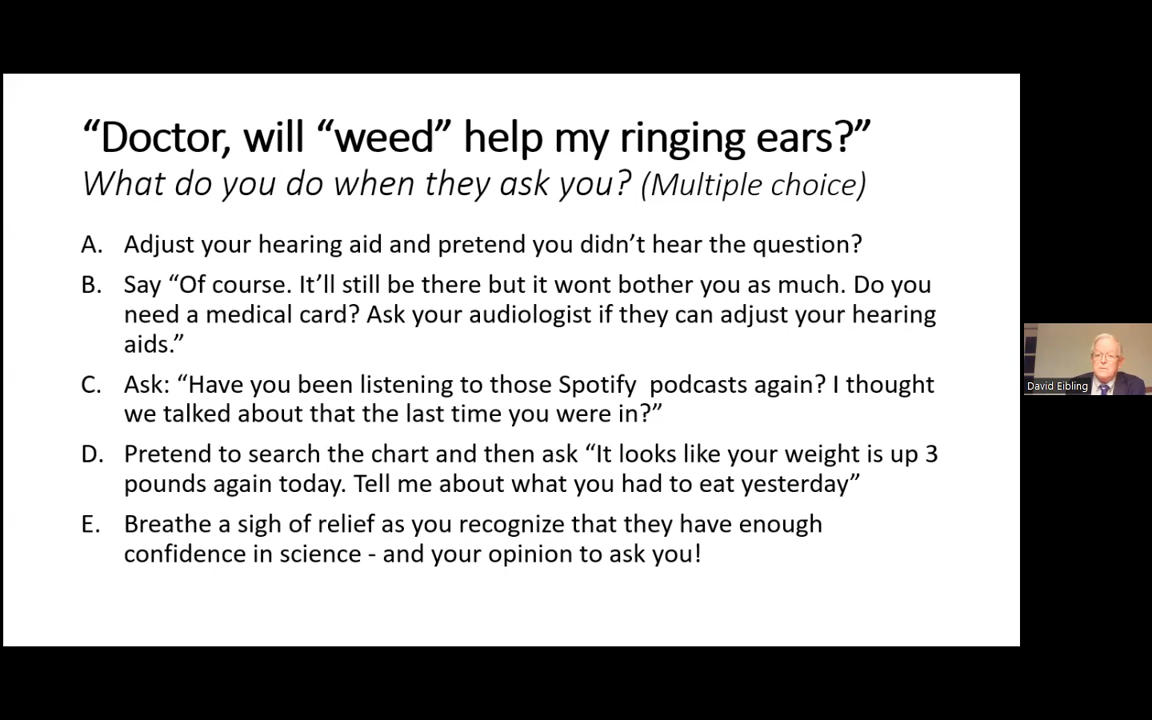 “Doctor, will “weed” help my ringing ears?”
What do you do when they ask you? (Multiple choice)
A. Adjust your hearing aid and pretend you didn’t hear the question?
B. Say “Of course. It’ll still be there but it wont bother you as much. Do you
need a medical card? Ask your audiologist if they can adjust your hearing
aids.”
C. Ask: “Have you been listening to those Spotify  podcasts again? I thought
we talked about that the last time you were in?”
D. Pretend to search the chart and then ask “It looks like your weight is up 3
pounds again today. Tell me about what you had to eat yesterday”
E. Breathe a sigh of relief as you recognize that they have enough
confidence in science - and your opinion to ask you!
David Eibling